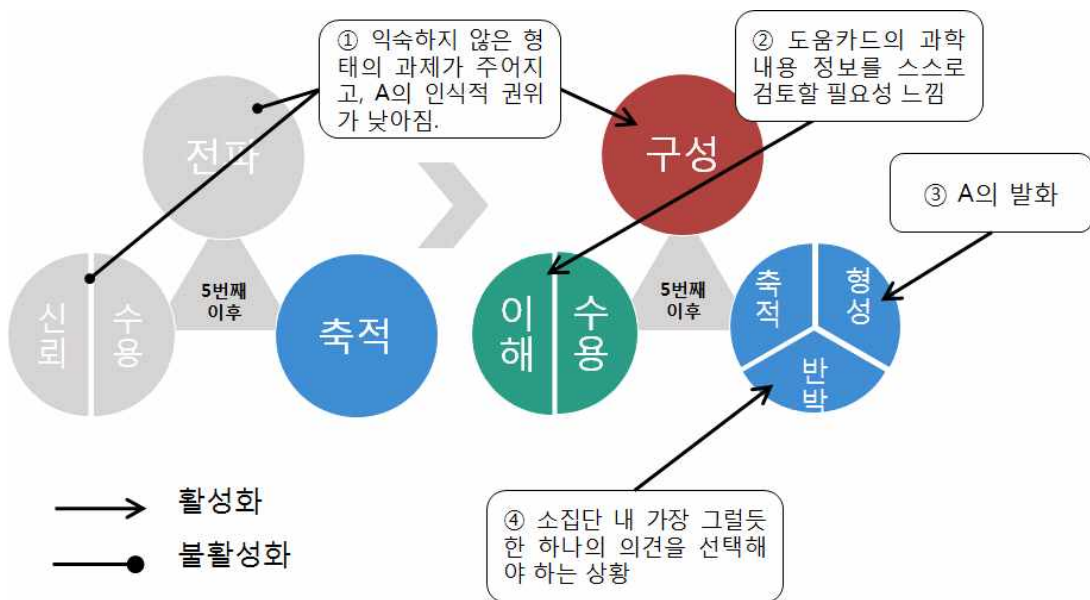 ① 익숙하지 않은 형
태의 과제가 주어지
고, A의 인식적 권위
가 낮아짐.
② 도움카드의 과학
내용 정보를 스스로
검토할 필요성 느낌
전파
구성
③ A의 발화
신뢰
수용
5번째
이후
축적
이해
수용
5번째
이후
축적
형성
반박
④ 소집단 내 가장 그럴듯
한 하나의 의견을 선택해
야 하는 상황
활성화
불활성화